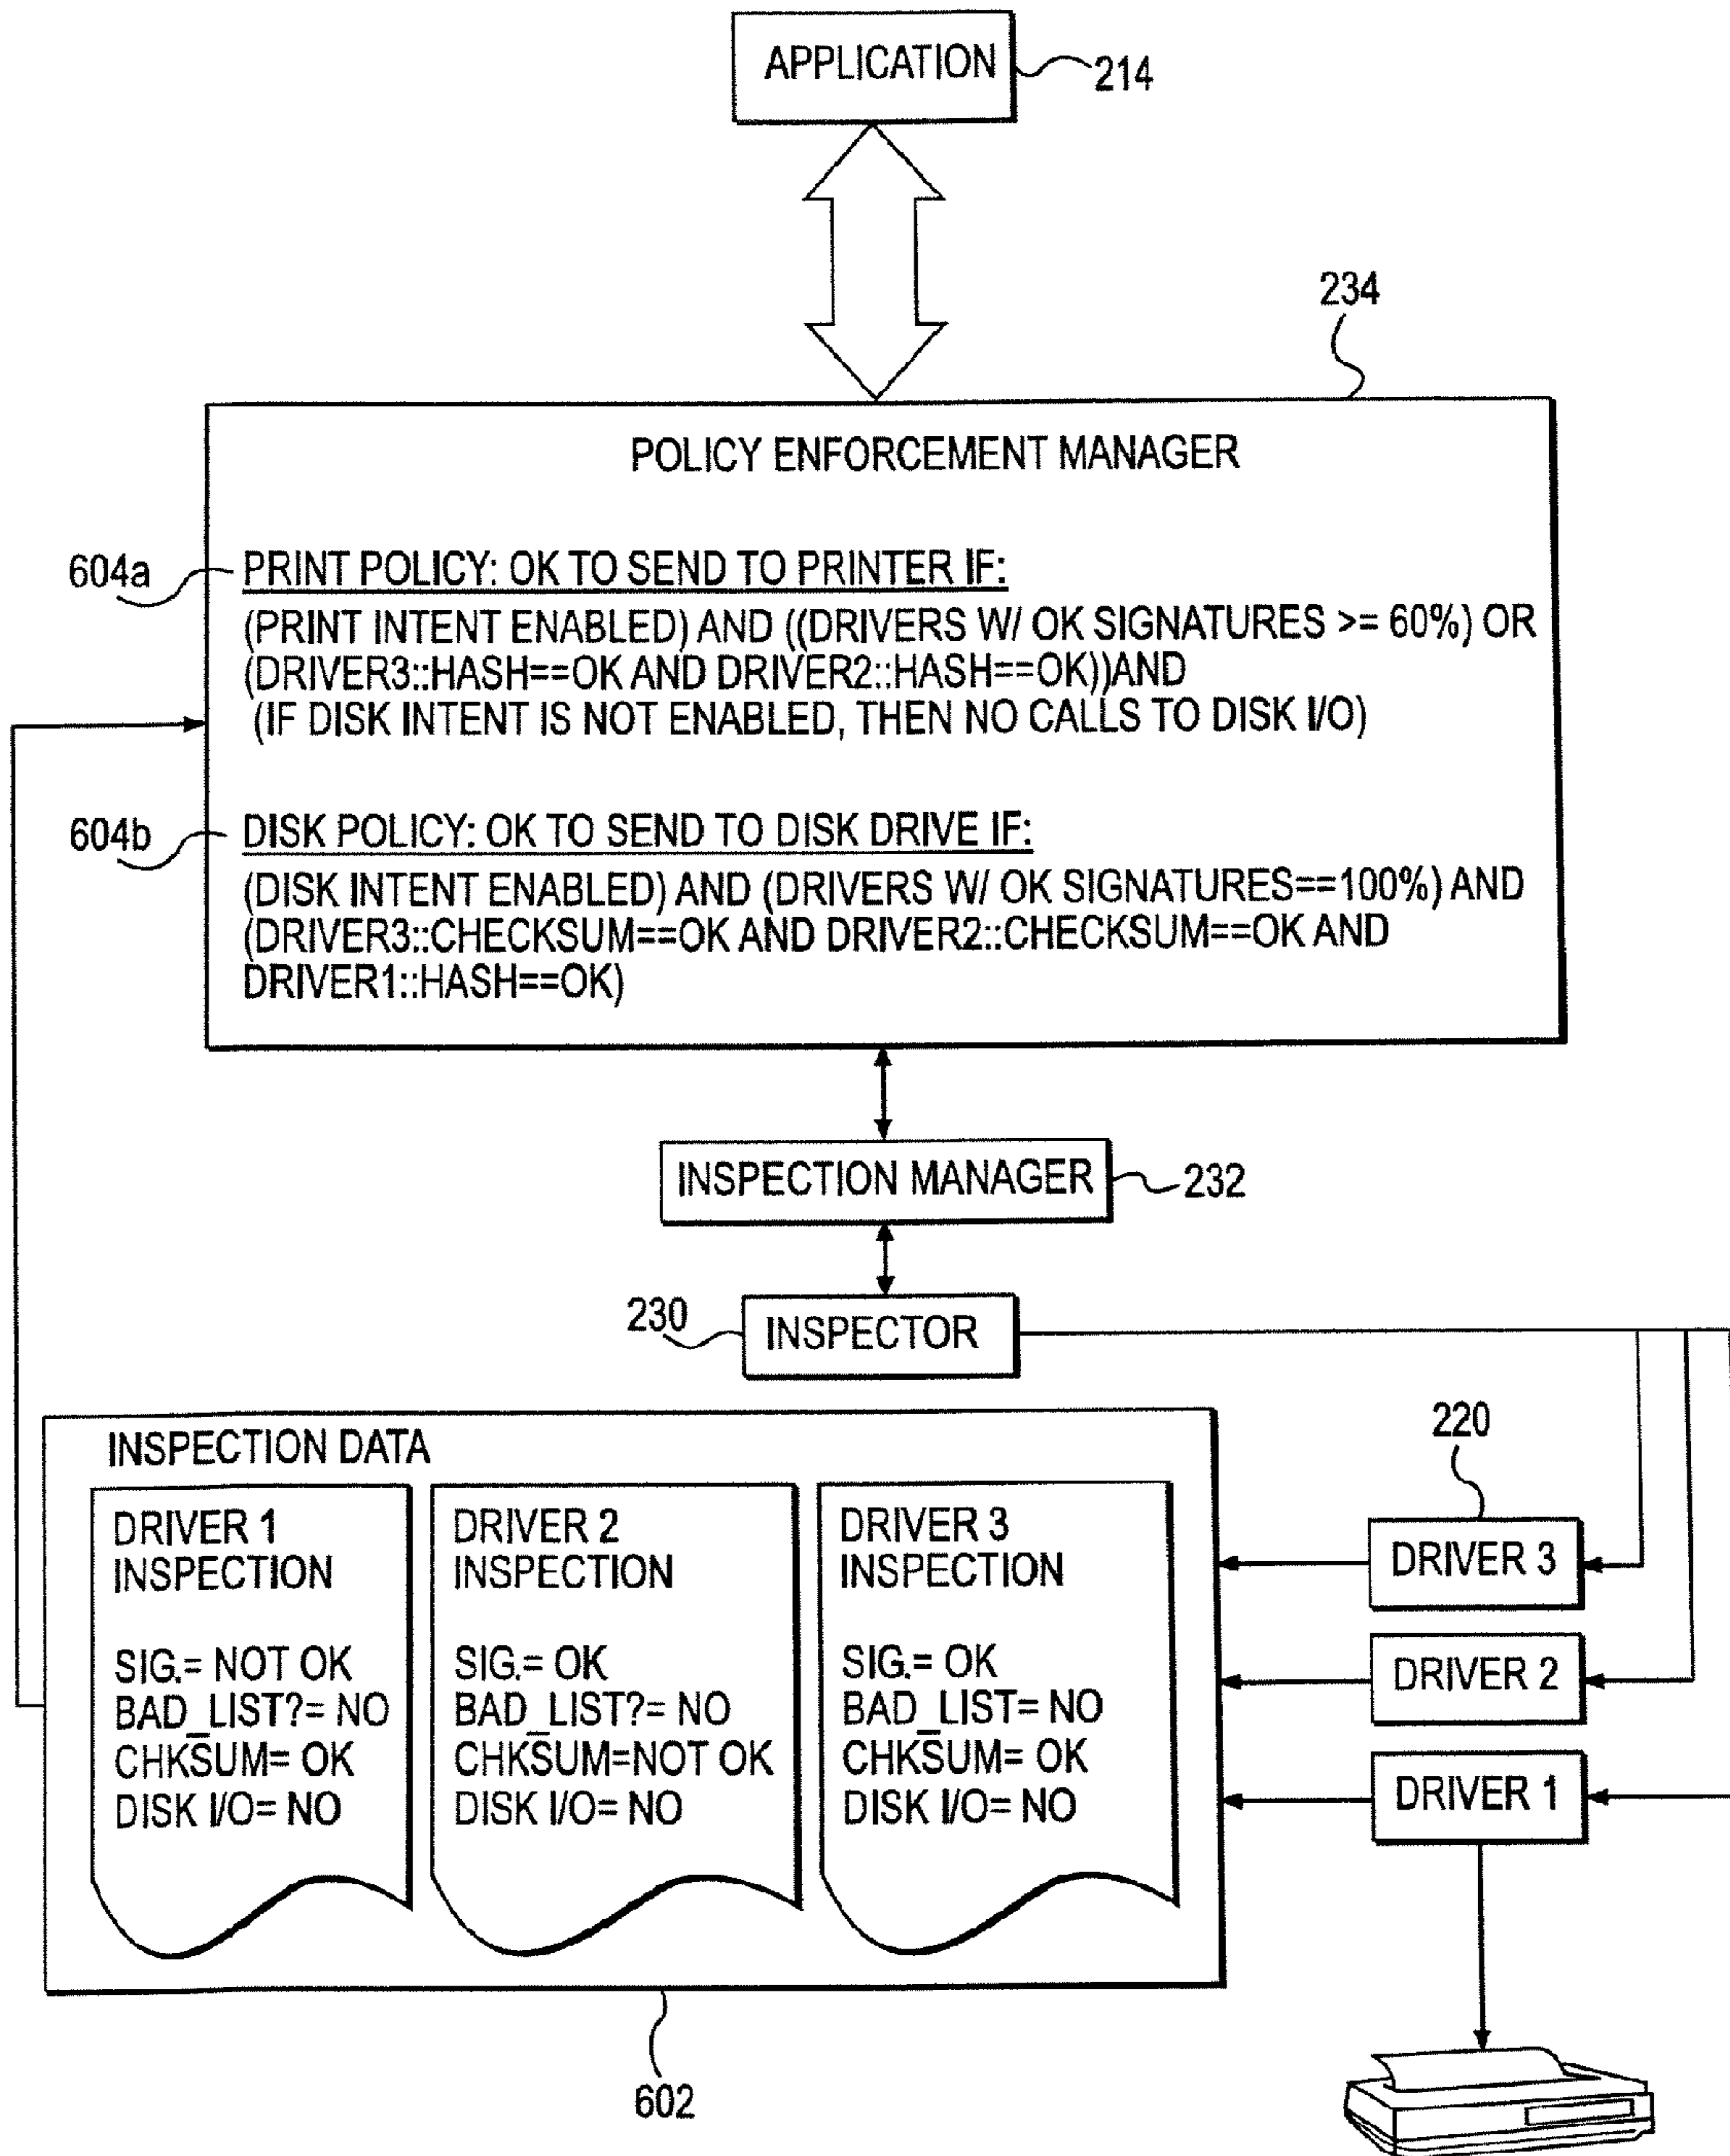 APPLICATION
214
234
POLICY ENFORCEMENT MANAGER
604a
PRINT POLICY: OK TO SEND TO PRINTER IF:
(PRINT INTENT ENABLED) AND ((DRIVERS W/ OK SIGNATURES >= 60%) OR
(DRIVER3::HASH==OK AND DRIVER2::HASH==OK))AND
(IF DISK INTENT IS NOT ENABLED, THEN NO CALLS TO DISK I/O)
604b
DISK POLICY: OK TO SEND TO DISK DRIVE IF:
(DISK INTENT ENABLED) AND (DRIVERS W/ OK SIGNATURES==100%) AND
(DRIVER3::CHECKSUM==OK AND DRIVER2::CHECKSUM==OK AND
DRIVER1::HASH==OK)
INSPECTION MANAGER
232
230
INSPECTOR
INSPECTION DATA
DRIVER 1
INSPECTION
SIG.= NOT OK
BAD_LIST?= NO
CHKSUM= OK
DISK I/O= NO
DRIVER 2
INSPECTION
SIG.= OK
BAD_LIST?= NO
CHKSUM=NOT OK
DISK I/O= NO
DRIVER 3
INSPECTION
SIG.= OK
BAD_LIST= NO
CHKSUM= OK
DISK I/O= NO
220
DRIVER 3
DRIVER 2
DRIVER 1
602